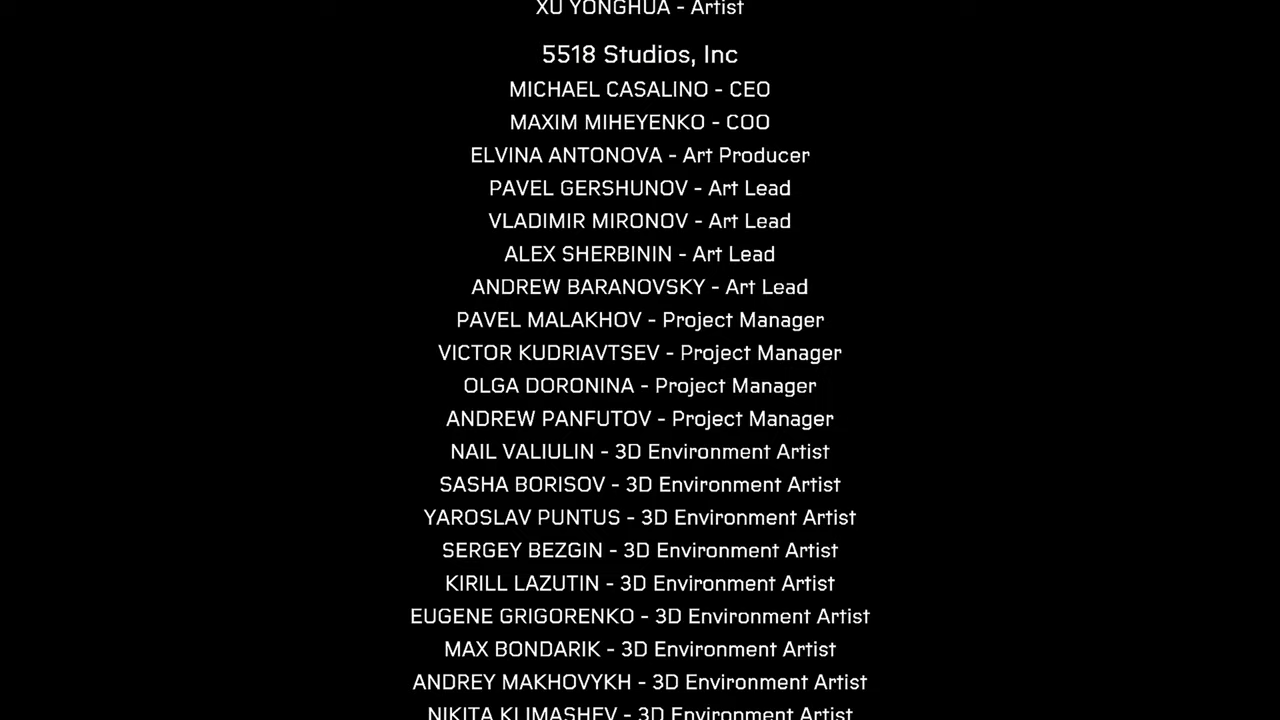 XU YONGHUA - Artist
5518 Studios, Inc
MICHAEL CASALINO - CEO
MAXIM MIHEYENKO - COO
ELVINA ANTONOVA - Art Producer
PAVEL GERSHUNOV - Art Lead
VLADIMIR MIRONOV - Art Lead
ALEX SHERBININ - Art Lead
ANDREW BARANOVSKY - Art Lead
PAVEL MALAKHOV - Project Manager
VICTOR KUDRIAVTSEV - Project Manager
OLGA DORONINA - Project Manager
ANDREW PANFUTOV - Project Manager
NAIL VALIULIN - 3D Environment Artist
SASHA BORISOV - 3D Environment Artist
YAROSLAV PUNTUS - 3D Environment Artist
SERGEY BEZGIN - 3D Environment Artist
KIRILL LAZUTIN - 3D Environment Artist
EUGENE GRIGORENKO - 3D Environment Artist
MAX BONDARIK - 3D Environment Artist
ANDREY MAKHOVYKH - 3D Environment Artist
NIKITA KLIMASHEV - 3D Environment Artist